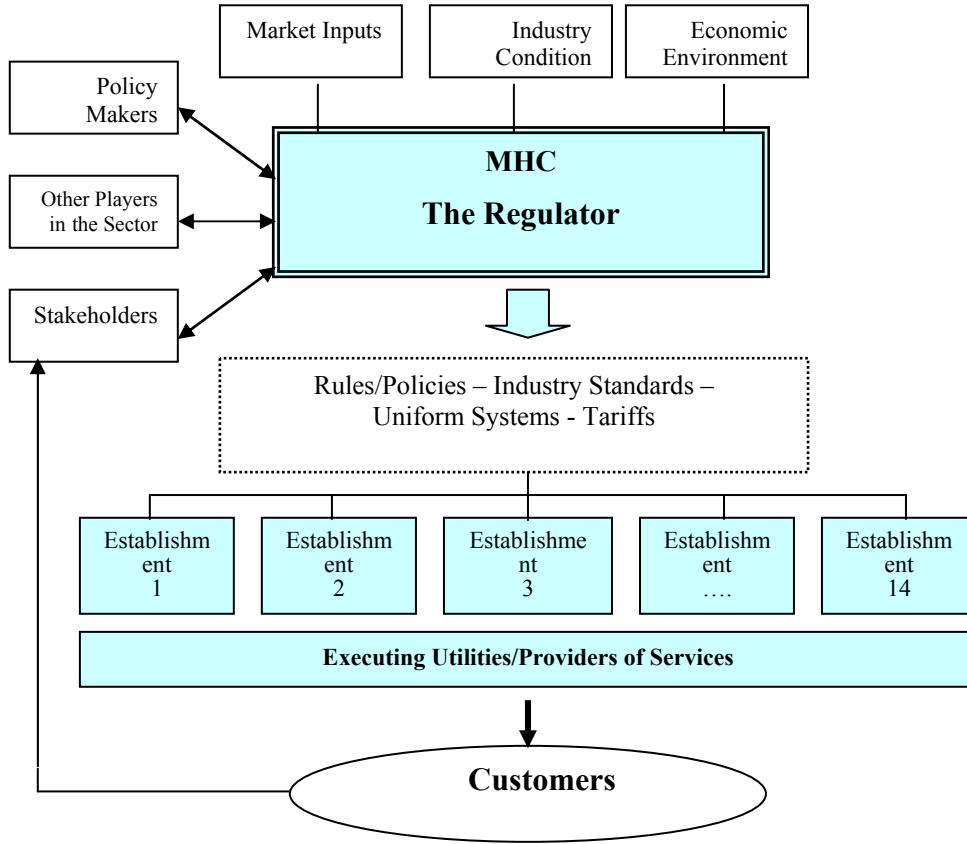 Market Inputs
Industry
Condition
Economic
Environment
Policy
Makers
Other Players
in the Sector
Stakeholders
MHC
The Regulator
Rules/Policies – Industry Standards –
Uniform Systems - Tariffs
Establishm
ent
1
Establishm
ent
2
Establishme
nt
3
Establishm
ent
….
Establishm
ent
14
Executing Utilities/Providers of Services
Customers